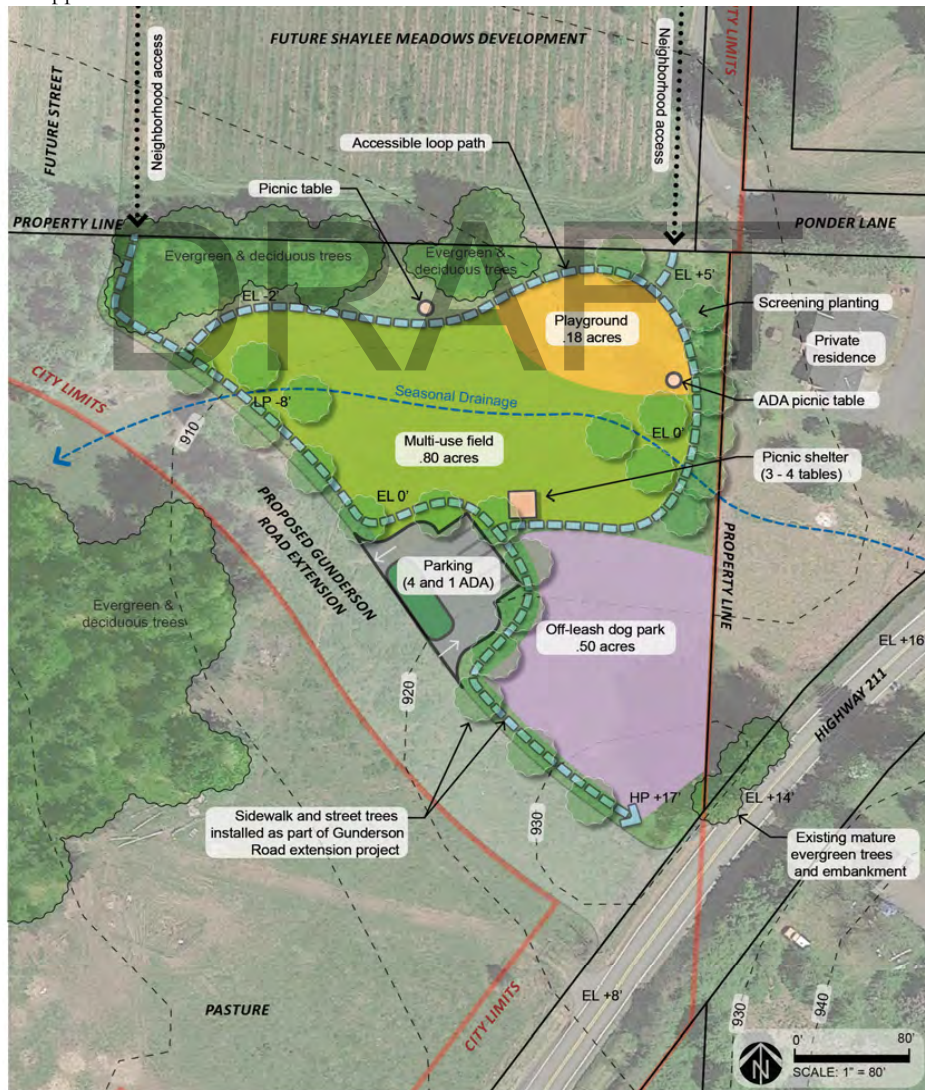 FUTURE SHAYLEE MEADOWS DEVELOPMENT
CITY LIMITS
FUTURE STREET
Neighborhood access
Neighborhood access
Accessible loop path
Picnic table
PROPERTY LINE
PONDER LANE
DRAFT
Evergreen & deciduous trees
Evergreen &
deciduous trees
EL +5'
EL -2'
Screening planting
Playground
.18 acres
Private
residence
CITY LIMITS
ADA picnic table
Seasonal Drainage
LP -8'
910
EL 0'
Multi-use field
.80 acres
Picnic shelter
(3 - 4 tables)
EL 0'
PROPOSED GUNDERSON
ROAD EXTENSION
Parking
(4 and 1 ADA)
PROPERTY LINE
Evergreen &
deciduous trees
Off-leash dog park
.50 acres
EL +16'
HIGHWAY 211
920
HP +17'
EL +14'
Sidewalk and street trees
installed as part of Gunderson
Road extension project
930
Existing mature
evergreen trees
and embankment
EL +8'
PASTURE
CITY LIMITS
930
940
N
0'
80'
SCALE: 1" = 80'